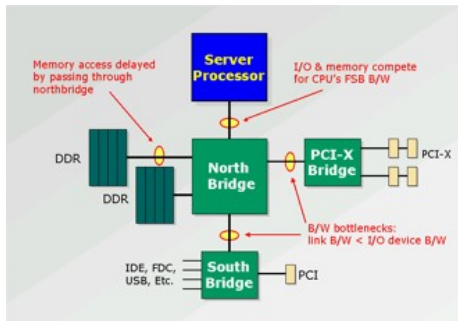 Server
Processor
Memory access delayed
by passing through
northbridge
I/O & memory compete
for CPU's FSB B/W
DDR
DDR
North
Bridge
PCI-X
Bridge
PCI-X
B/W bottlenecks:
link B/W < I/O device B/W
IDE, FDC,
USB, Etc.
South
Bridge
PCI